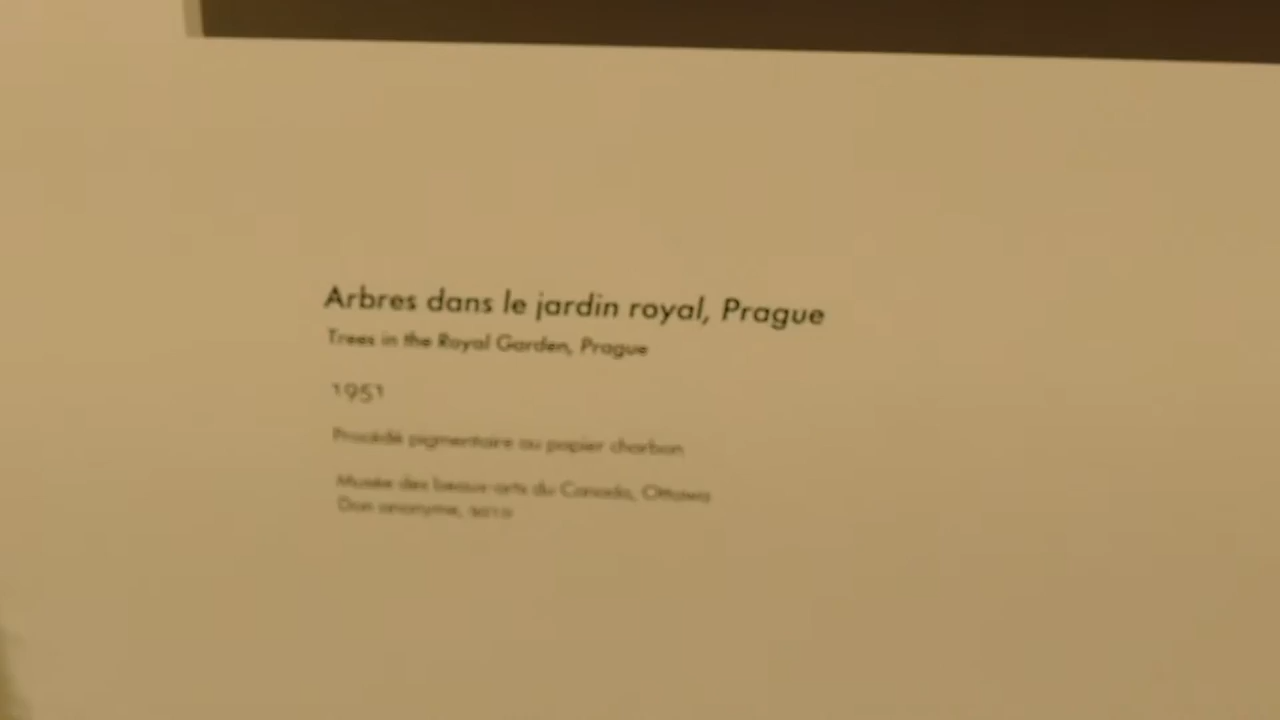 Arbres dans le jardin royal, Prague
Trees in the Royal Garden, Prague
1951
Procédé pigmentaire au papier charbon
Musée des beaux-arts du Canada, Ottawa
Don anonyme,